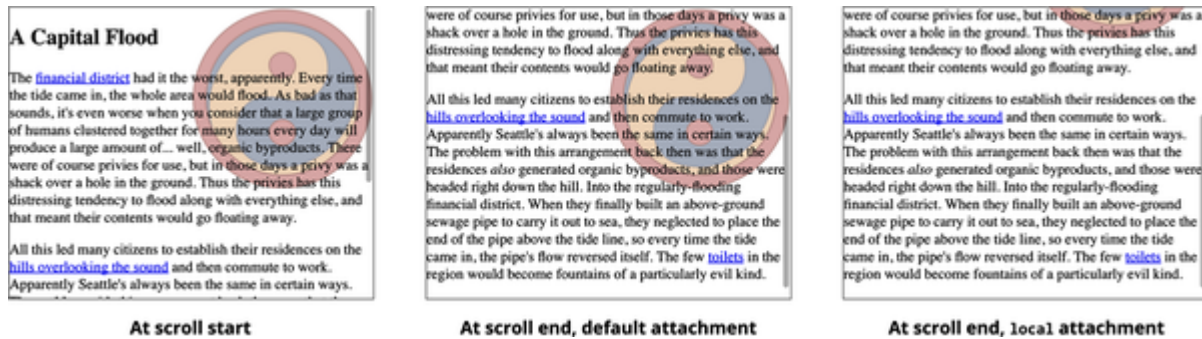 A Capital Flood
The financial district had it the worst, apparently. Every time
the tide came in, the whole area would flood. As bad as that
sounds, it's even worse when you consider that a large group
of humans clustered together for many hours every day will
produce a large amount of... well, organic byproducts. There
were of course privies for use, but in those days a privy was a
shack over a hole in the ground. Thus the privies has this
distressing tendency to flood along with everything else, and
that meant their contents would go floating away.
All this led many citizens to establish their residences on the
hills overlooking the sound and then commute to work.
Apparently Seattle's always been the same in certain ways.
At scroll start
were of course privies for use, but in those days a privy was a
shack over a hole in the ground. Thus the privies has this
distressing tendency to flood along with everything else, and
that meant their contents would go floating away.
All this led many citizens to establish their residences on the
hills overlooking the sound and then commute to work.
Apparently Seattle's always been the same in certain ways.
The problem with this arrangement back then was that the
residences also generated organic byproducts, and those were
headed right down the hill. Into the regularly-flooding
financial district. When they finally built an above-ground
sewage pipe to carry it out to sea, they neglected to place the
end of the pipe above the tide line, so every time the tide
came in, the pipe's flow reversed itself. The few toilets in the
region would become fountains of a particularly evil kind.
At scroll end, default attachment
were of course privies for use, but in those days a privy was a
shack over a hole in the ground. Thus the privies has this
distressing tendency to flood along with everything else, and
that meant their contents would go floating away.
All this led many citizens to establish their residences on the
hills overlooking the sound and then commute to work.
Apparently Seattle's always been the same in certain ways.
The problem with this arrangement back then was that the
residences also generated organic byproducts, and those were
headed right down the hill. Into the regularly-flooding
financial district. When they finally built an above-ground
sewage pipe to carry it out to sea, they neglected to place the
end of the pipe above the tide line, so every time the tide
came in, the pipe's flow reversed itself. The few toilets in the
region would become fountains of a particularly evil kind.
At scroll end, local attachment